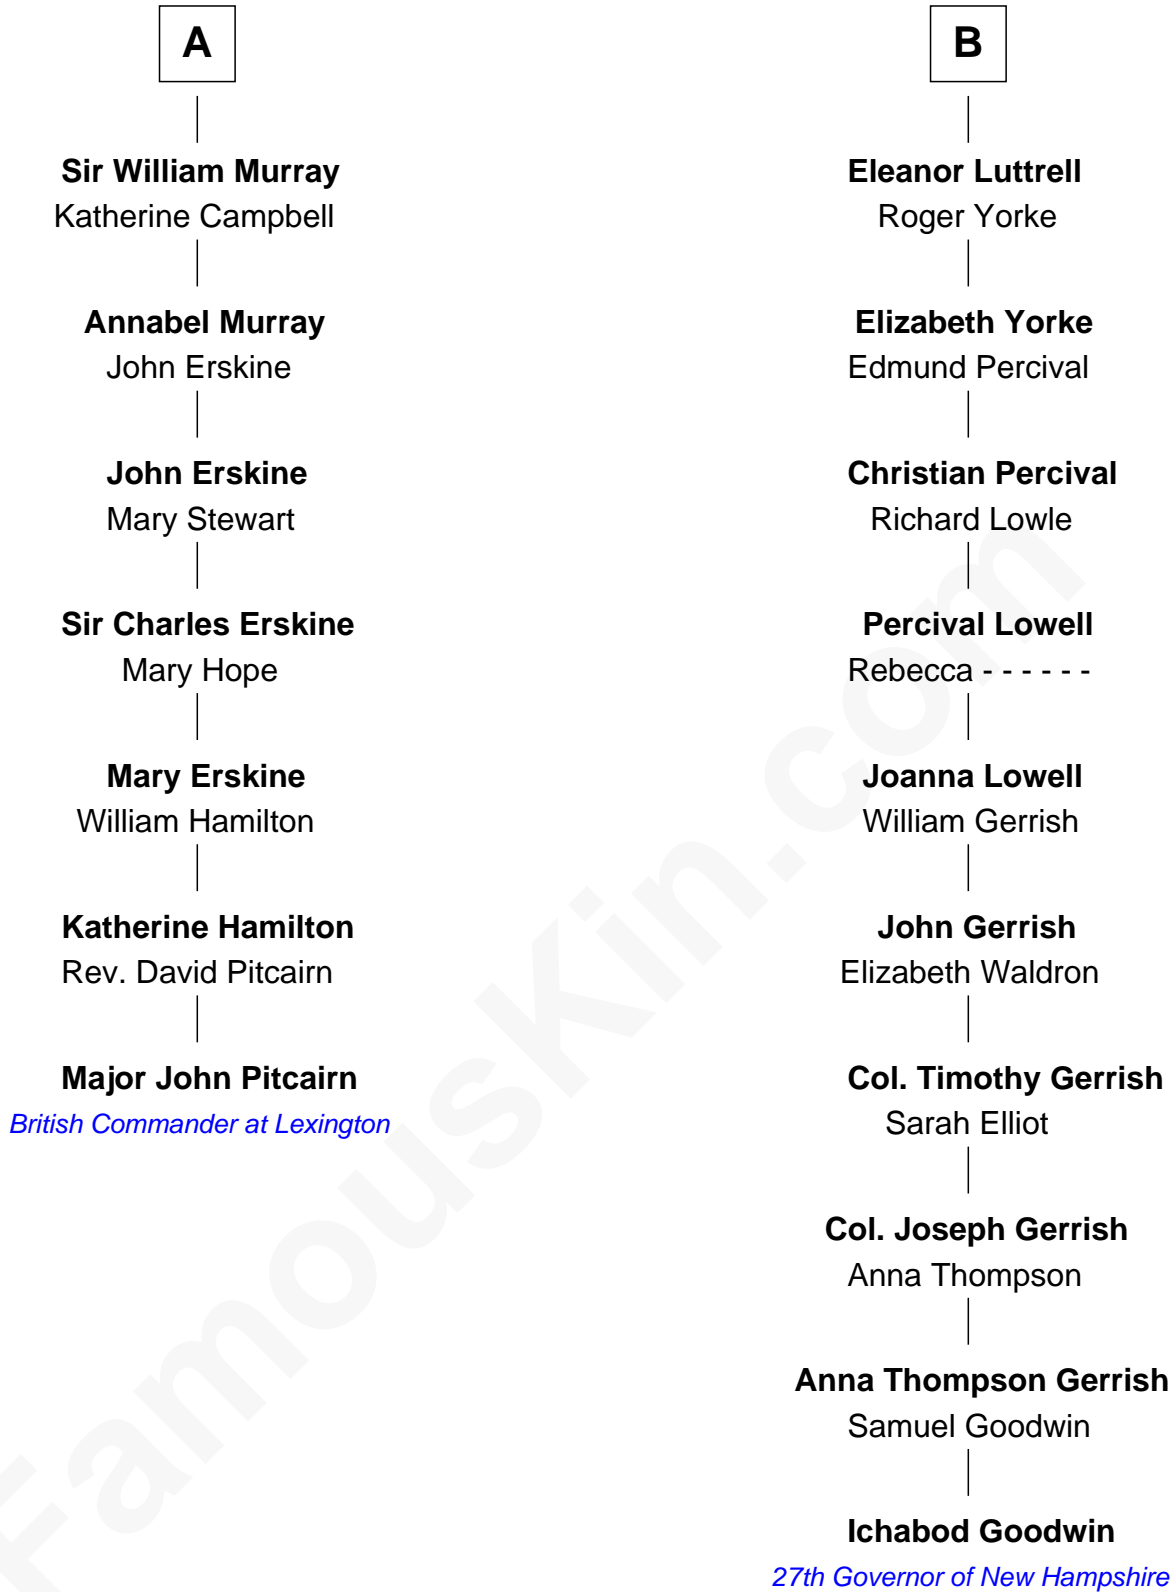 A
Sir William Murray
Katherine Campbell
Annabel Murray
John Erskine
John Erskine
Mary Stewart
Sir Charles Erskine
Mary Hope
Mary Erskine
William Hamilton
Katherine Hamilton
Rev. David Pitcairn
Major John Pitcairn
British Commander at Lexington
B
Eleanor Luttrell
Roger Yorke
Elizabeth Yorke
Edmund Percival
Christian Percival
Richard Lowle
Percival Lowell
Rebecca - - - - - -
Joanna Lowell
William Gerrish
John Gerrish
Elizabeth Waldron
Col. Timothy Gerrish
Sarah Elliot
Col. Joseph Gerrish
Anna Thompson
Anna Thompson Gerrish
Samuel Goodwin
Ichabod Goodwin
27th Governor of New Hampshire
FamousKin.com